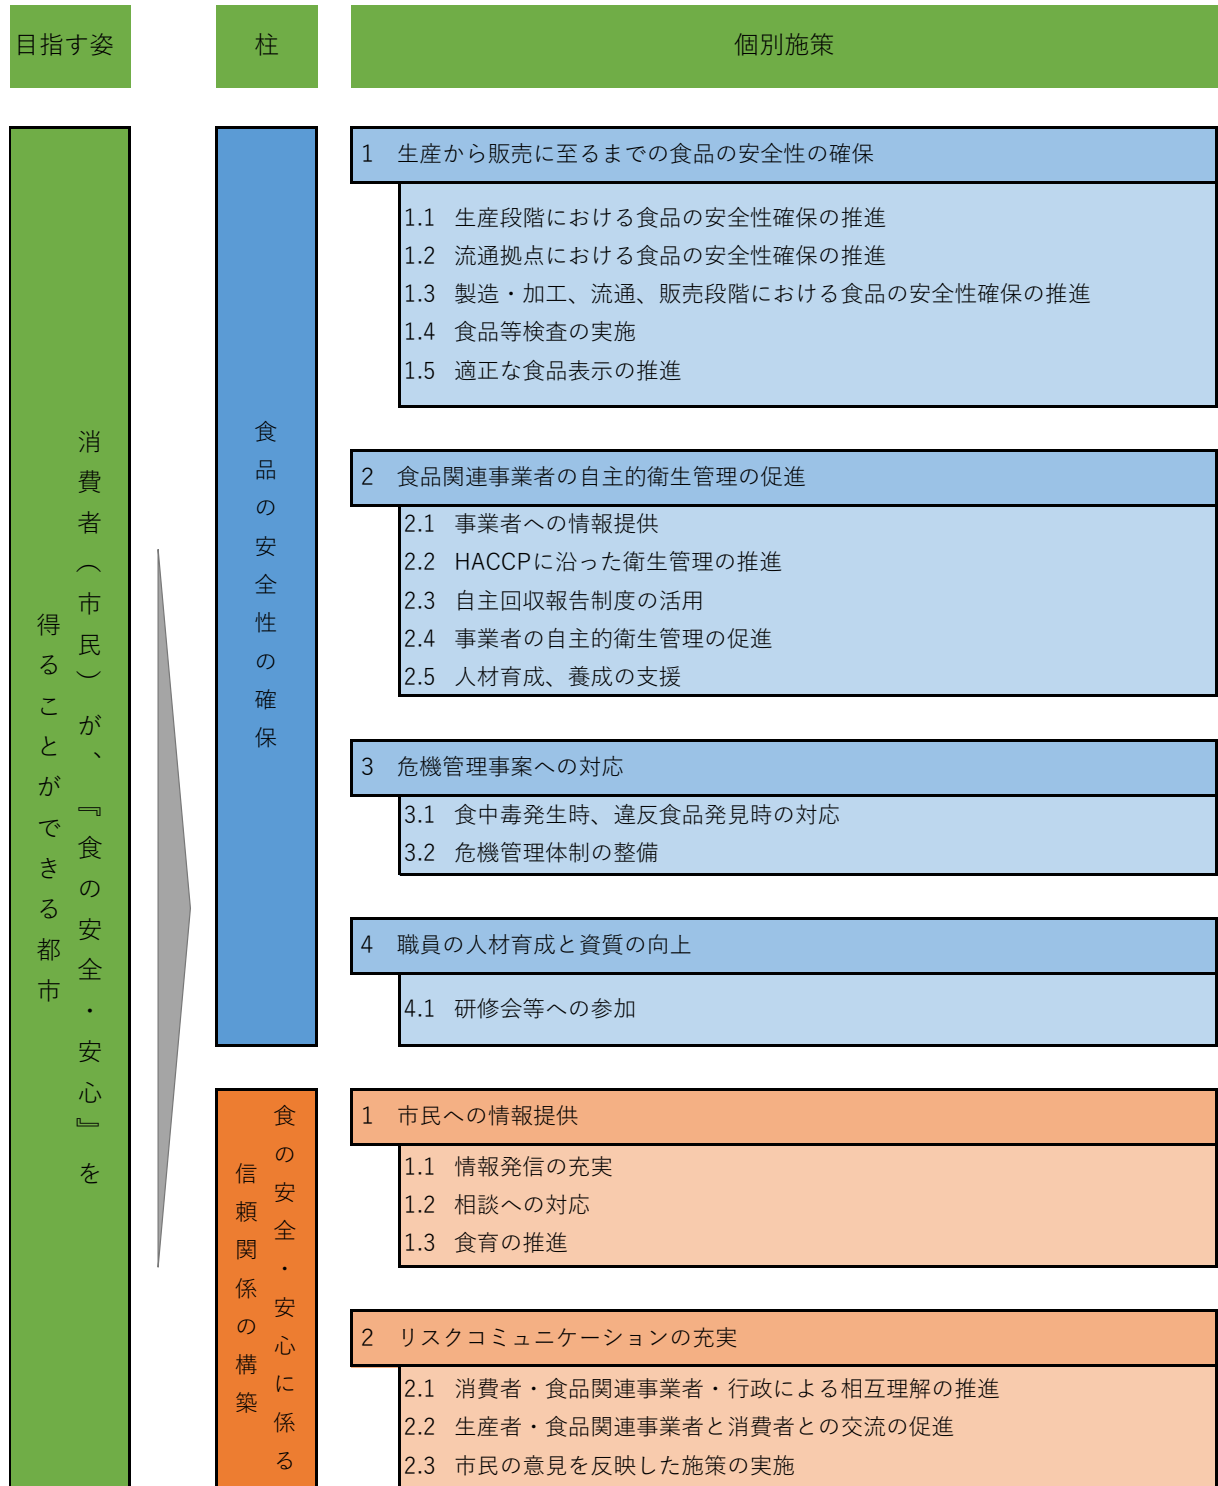 目指す姿
柱
個別施策
消費者（市民）が、『食の安全・安心』を
得ることができる都市
食品の安全性の確保
1 生産から販売に至るまでの食品の安全性の確保
1.1 生産段階における食品の安全性確保の推進
1.2 流通拠点における食品の安全性確保の推進
1.3 製造・加工、流通、販売段階における食品の安全性確保の推進
1.4 食品等検査の実施
1.5 適正な食品表示の推進
2 食品関連事業者の自主的衛生管理の促進
2.1 事業者への情報提供
2.2 HACCPに沿った衛生管理の推進
2.3 自主回収報告制度の活用
2.4 事業者の自主的衛生管理の促進
2.5 人材育成、養成の支援
3 危機管理事案への対応
3.1 食中毒発生時、違反食品発見時の対応
3.2 危機管理体制の整備
4 職員の人材育成と資質の向上
4.1 研修会等への参加
食の安全・安心に係る
信頼関係の構築
1 市民への情報提供
1.1 情報発信の充実
1.2 相談への対応
1.3 食育の推進
2 リスクコミュニケーションの充実
2.1 消費者・食品関連事業者・行政による相互理解の推進
2.2 生産者・食品関連事業者と消費者との交流の促進
2.3 市民の意見を反映した施策の実施